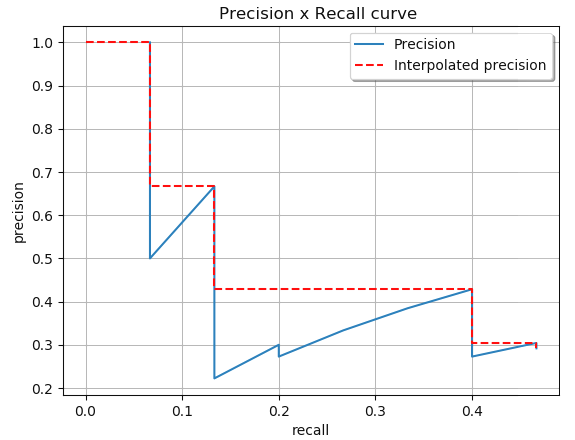 Precision x Recall curve
Precision
Interpolated precision
precision
1.0
0.9
0.8
0.7
0.6
0.5
0.4
0.3
0.2
0.0 0.1 0.2 0.3 0.4
recall